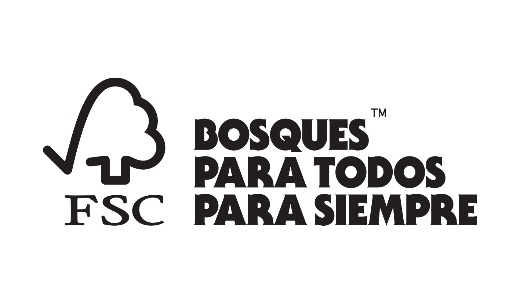 BOSQUES™
PARA TODOS
PARA SIEMPRE
FSC